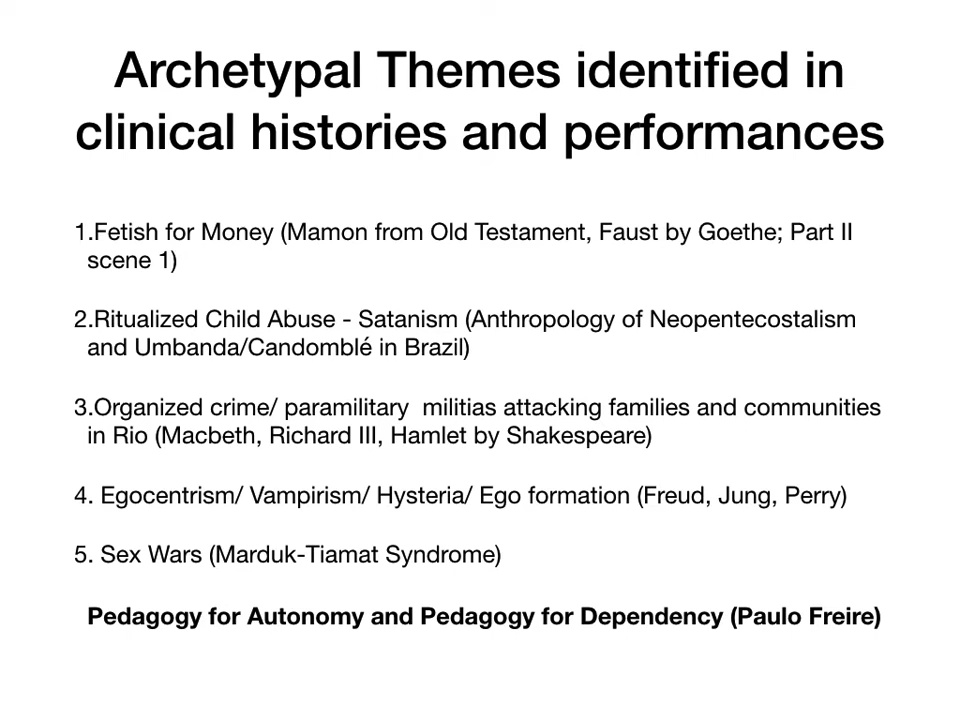 Archetypal Themes identified in
clinical histories and performances
1.Fetish for Money (Mamon from Old Testament, Faust by Goethe; Part II
scene 1)
2.Ritualized Child Abuse - Satanism (Anthropology of Neopentecostalism
and Umbanda/Candomblé in Brazil)
3.Organized crime/ paramilitary  militias attacking families and communities
in Rio (Macbeth, Richard III, Hamlet by Shakespeare)
4. Egocentrism/ Vampirism/ Hysteria/ Ego formation (Freud, Jung, Perry)
5. Sex Wars (Marduk-Tiamat Syndrome)
Pedagogy for Autonomy and Pedagogy for Dependency (Paulo Freire)